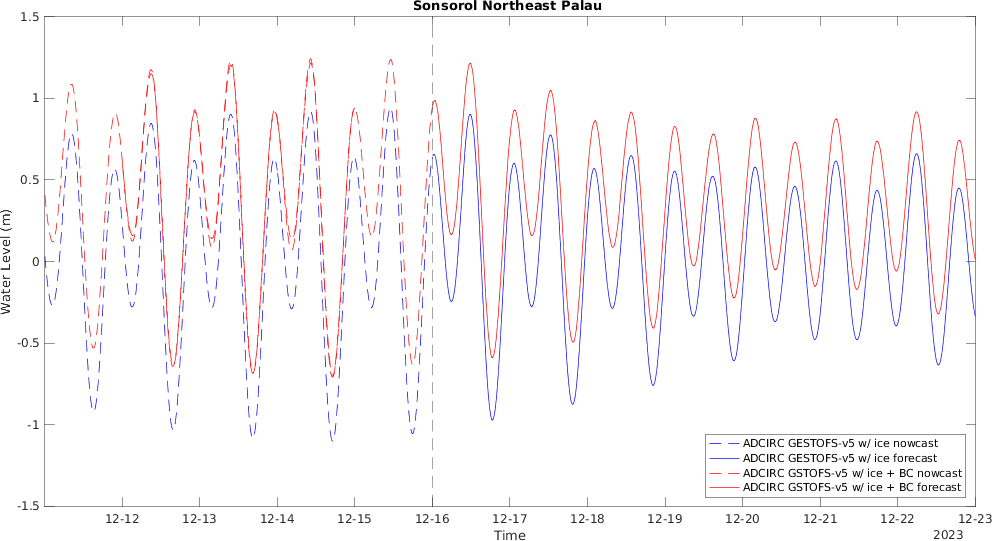 Sonsorol Northeast Palau
1.5
1
0.5
0
-0.5
-1
-1.5
Water Level (m)
ADCIRC GESTOFS-v5 w/ ice nowcast
ADCIRC GESTOFS-v5 w/ ice forecast
ADCIRC GSTOFS-v5 w/ ice + BC nowcast
ADCIRC GSTOFS-v5 w/ ice + BC forecast
12-12 12-13 12-14 12-15 12-16 12-17 12-18 12-19 12-20 12-21 12-22 12-23
Time
2023